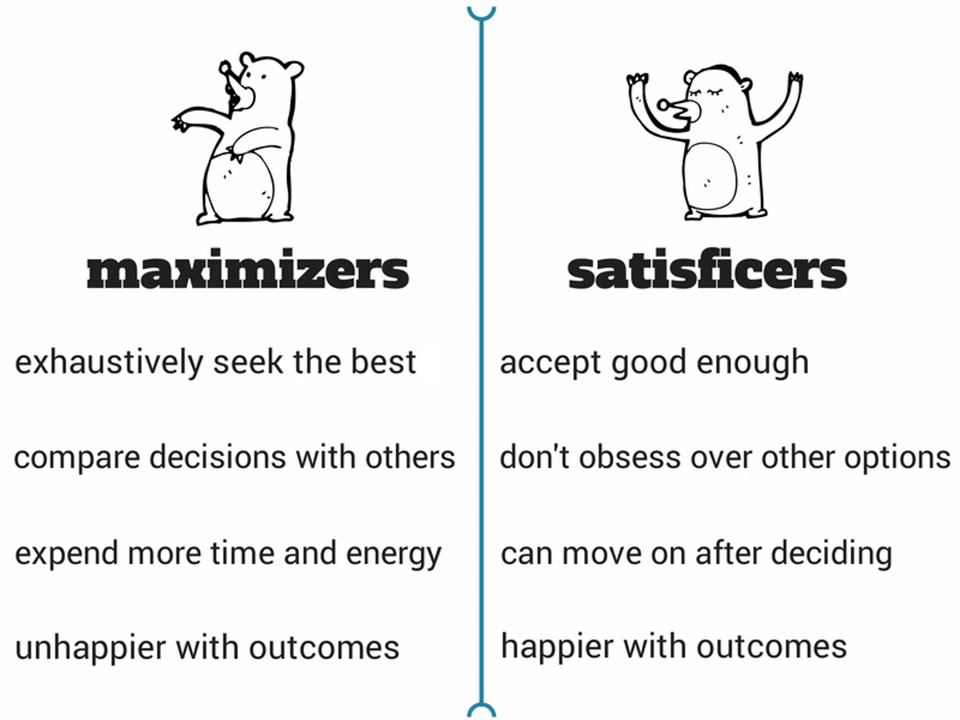 maximizers
exhaustively seek the best
compare decisions with others
expend more time and energy
unhappier with outcomes
satisficers
accept good enough
don't obsess over other options
can move on after deciding
happier with outcomes